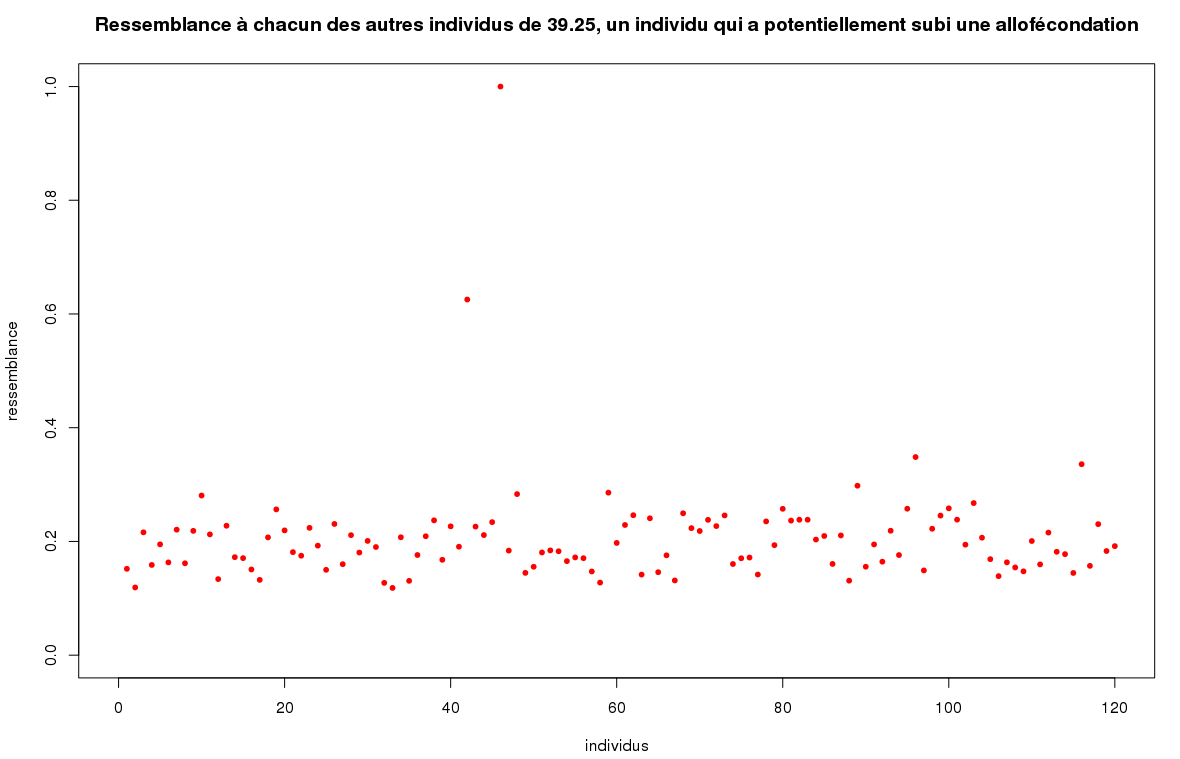 Ressemblance à chacun des autres individus de 39.25, un individu qui a potentiellement subi une allofécondation
1.0
0.8
0.6
0.4
0.2
0.0
ressemblance
0 20 40 60 80 100 120
individus